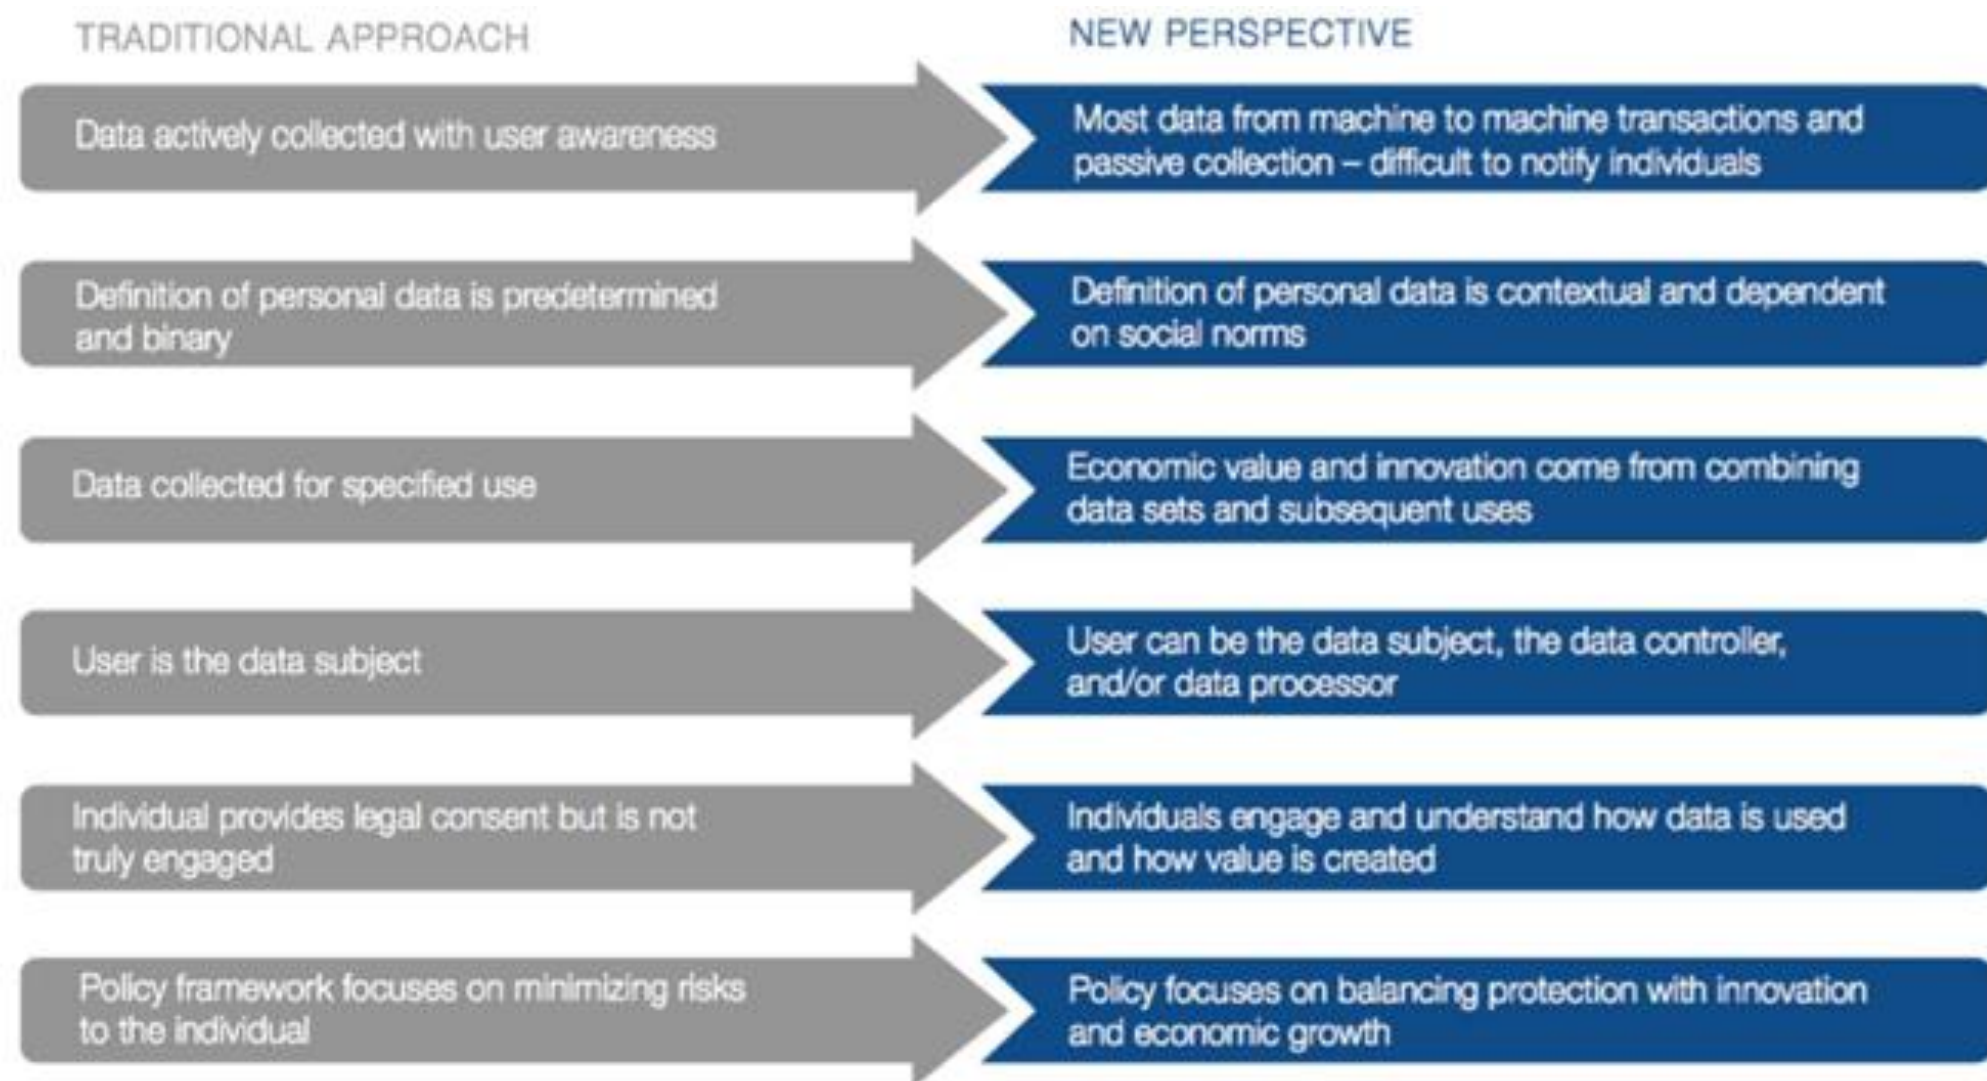 TRADITIONAL APPROACH
NEW PERSPECTIVE
Data actively collected with user awareness
Most data from machine to machine transactions and
passive collection – difficult to notify individuals
Definition of personal data is predetermined
and binary
Definition of personal data is contextual and dependent
on social norms
Data collected for specified use
Economic value and innovation come from combining
data sets and subsequent uses
User is the data subject
User can be the data subject, the data controller,
and/or data processor
Individual provides legal consent but is not
truly engaged
Individuals engage and understand how data is used
and how value is created
Policy framework focuses on minimizing risks
to the individual
Policy focuses on balancing protection with innovation
and economic growth